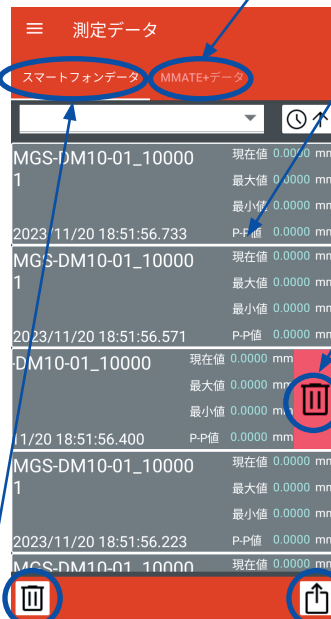 測定データ
スマートフォンデータ MMATE+データ
MGS-DM10-01_10000 現在値 0.0000 mm
1 最大値 0.0000 mm
最小値 0.0000 mm
2023/11/20 18:51:56.733 P-P値 0.0000 mm
MGS-DM10-01_10000 現在値 0.0000 mm
1 最大値 0.0000 mm
最小値 0.0000 mm
2023/11/20 18:51:56.571 P-P値 0.0000 mm
-DM10-01_10000 現在値 0.0000 mm
最大値 0.0000 mm
最小値 0.0000 mm
11/20 18:51:56.400 P-P値 0.0000 mm
MGS-DM10-01_10000 現在値 0.0000 mm
1 最大値 0.0000 mm
最小値 0.0000 mm
2023/11/20 18:51:56.223 P-P値 0.0000 mm
MGS-DM10-01_10000 現在値 0.0000 mm